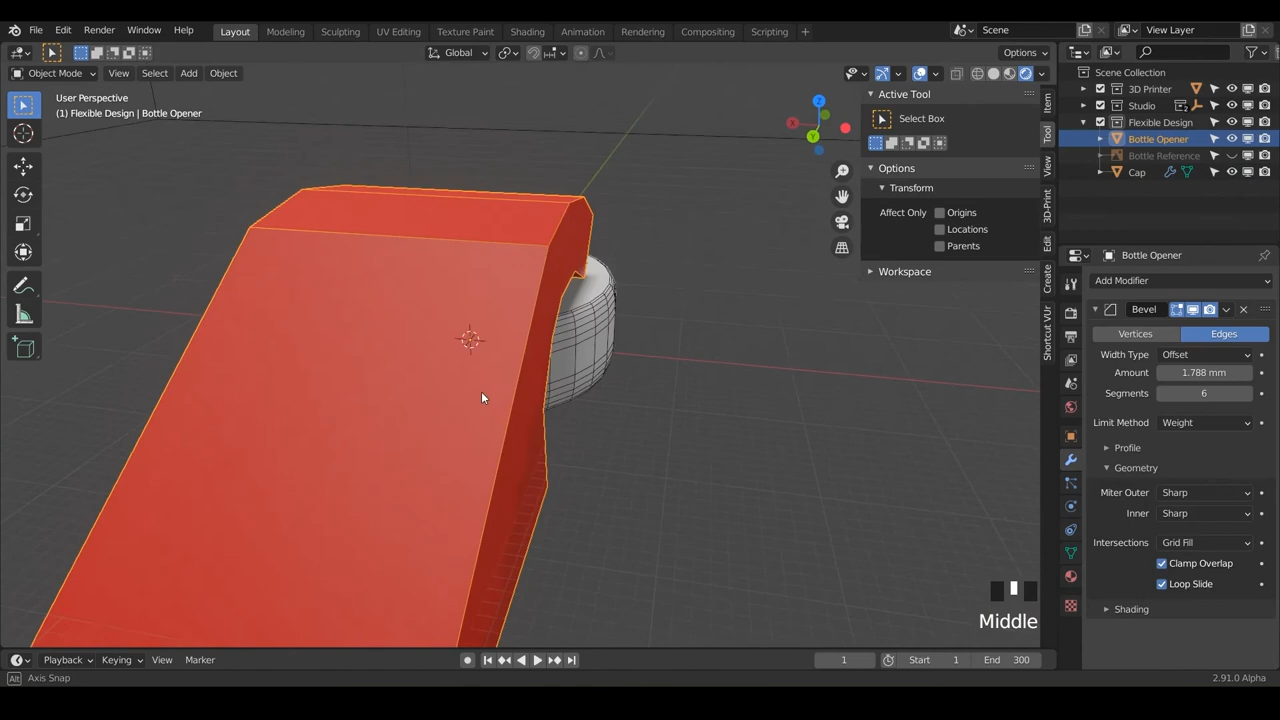 File Edit Render Window Help Layout Modeling Sculpting UV Editing Texture Paint Shading Animation Rendering Compositing Scripting + Scene View Layer
Global Options
Object Mode View Select Add Object
User Perspective
(1) Flexible Design | Bottle Opener
Z
Y
Active Tool
Select Box
Options
Transform
Affect Only Origins
Locations
Parents
Workspace
Item
Tool
View
3D-Print
Edit
Create
Shortcut VUr
Scene Collection
3D Printer
Studio 2
Flexible Design
Bottle Opener
Bottle Reference
Cap
Bottle Opener
Add Modifier
Bevel
Vertices Edges
Width Type Offset
Amount 1.788 mm
Segments 6
Limit Method Weight
Profile
Geometry
Miter Outer Sharp
Inner Sharp
Intersections Grid Fill
Clamp Overlap
Loop Slide
Shading
Middle
Playback Keying View Marker 1 Start 1 End 300
Alt Axis Snap 2.91.0 Alpha